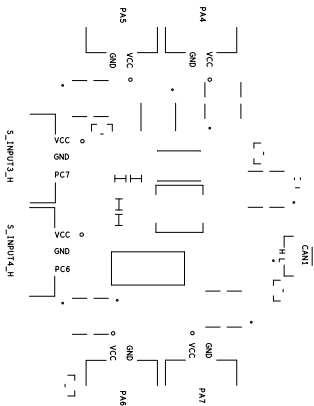 PA5
PA4
GND
VCC
GND
VCC
S_INPUT3_H
VCC
GND
PC7
S_INPUT4_H
VCC
GND
PC6
H
L
CAN1
VCC
GND
VCC
GND
PA6
PA7